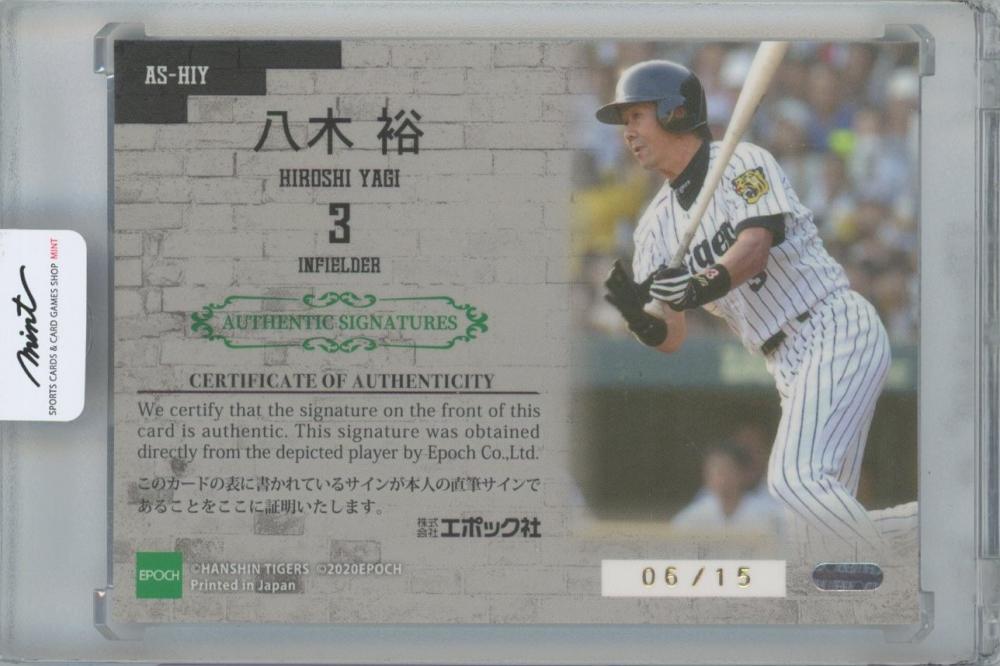 AS-HIY
八木 裕
HIROSHI YAGI
3
INFIELDER
AUTHENTIC SIGNATURES
CERTIFICATE OF AUTHENTICITY
We certify that the signature on the front of this
card is authentic. This signature was obtained
directly from the depicted player by Epoch Co.,Ltd.
このカードの表に書かれているサインが本人の直筆サインで
あることをここに証明いたします。
株式会社エポック社
EPOCH
©HANSHIN TIGERS ©2020EPOCH
Printed in Japan
06/15
mint
SPORTS CARDS & CARD GAMES SHOP MINT